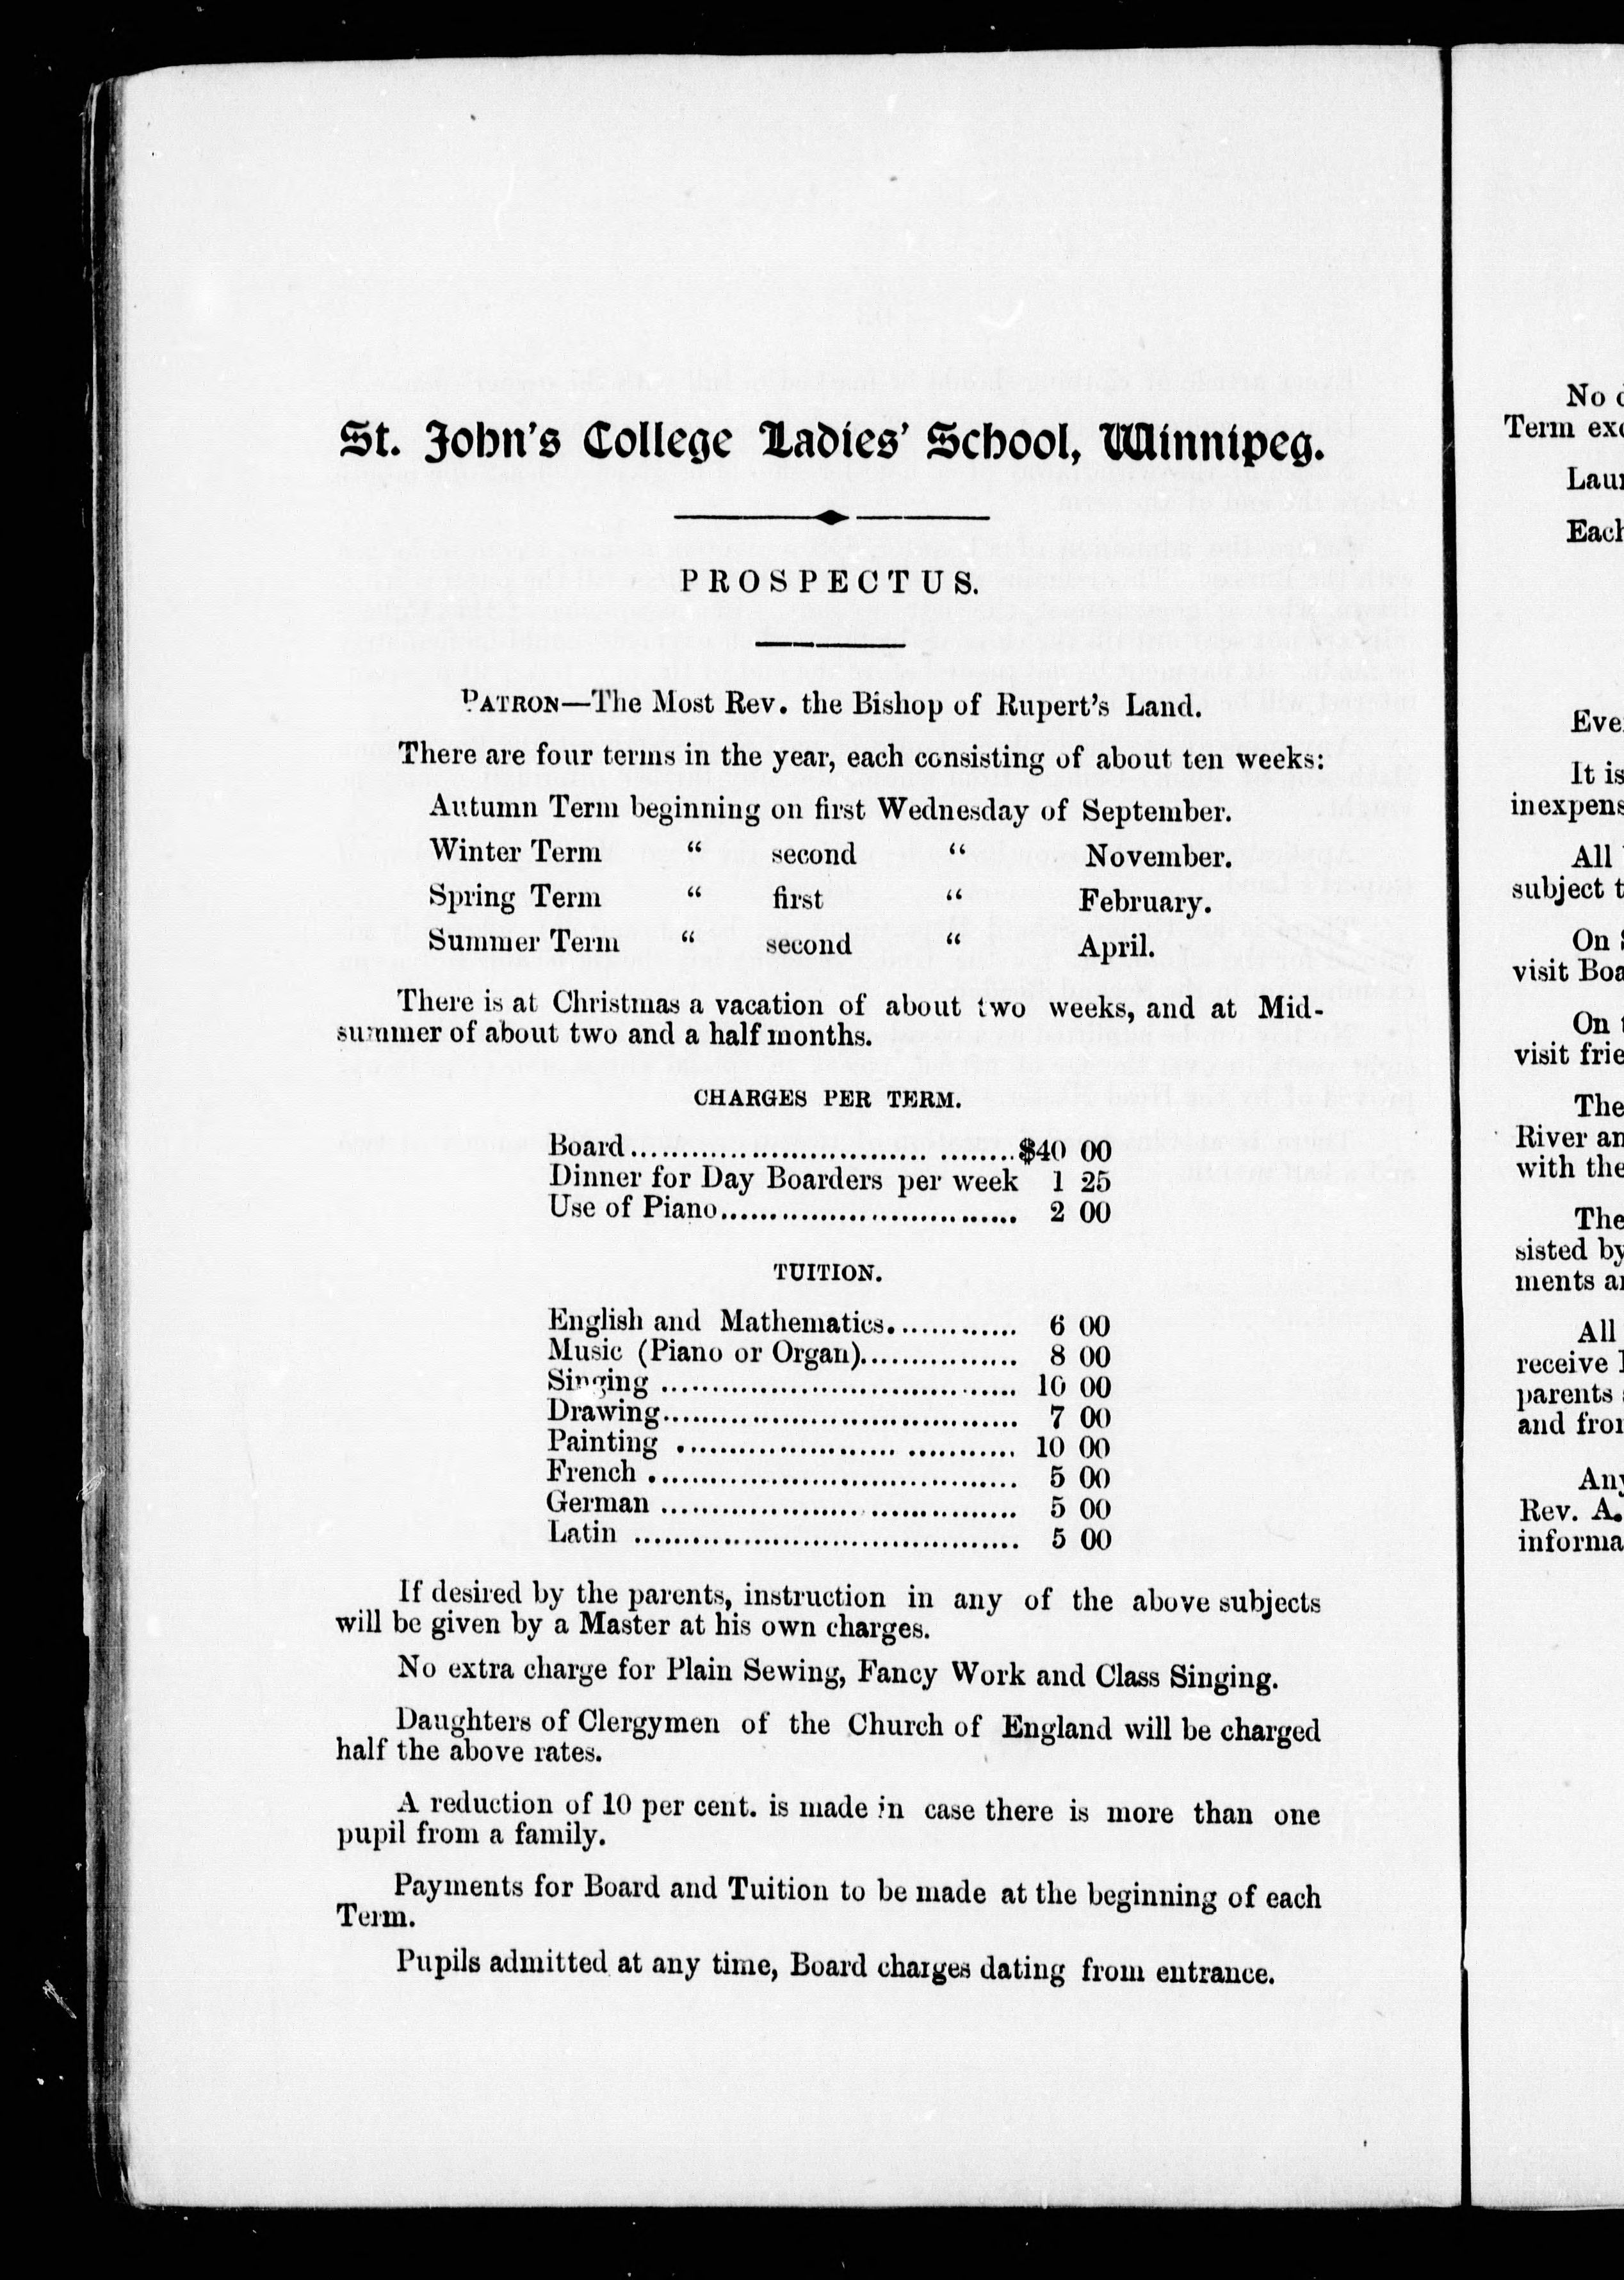 St. John's College Ladies' School, Winnipeg.
PROSPECTUS.
PATRON—The Most Rev. the Bishop of Rupert's Land.
There are four terms in the year, each consisting of about ten weeks:
Autumn Term beginning on first Wednesday of September.
Winter Term “ second “ November.
Spring Term “ first “ February.
Summer Term “ second “ April.
There is at Christmas a vacation of about two weeks, and at Mid-
summer of about two and a half months.
CHARGES PER TERM.
Board...................................... $40 00
Dinner for Day Boarders per week 1 25
Use of Piano.............................. 2 00
TUITION.
English and Mathematics............. 6 00
Music (Piano or Organ)................ 8 00
Singing .................................... 10 00
Drawing.................................... 7 00
Painting .................................. 10 00
French ..................................... 5 00
German .................................... 5 00
Latin ....................................... 5 00
If desired by the parents, instruction in any of the above subjects
will be given by a Master at his own charges.
No extra charge for Plain Sewing, Fancy Work and Class Singing.
Daughters of Clergymen of the Church of England will be charged
half the above rates.
A reduction of 10 per cent. is made in case there is more than one
pupil from a family.
Payments for Board and Tuition to be made at the beginning of each
Term.
Pupils admitted at any time, Board charges dating from entrance.
No
Term
Each
It is
All
subject
On
visit
On
visit
The
River
with the
The
sisted by
ments
All
receive
parents
and
Rev. A.